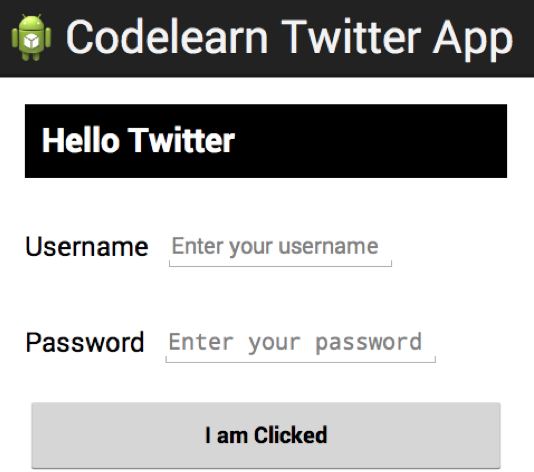 Codelearn Twitter App
Hello Twitter
Username Enter your username
Password Enter your password
I am Clicked